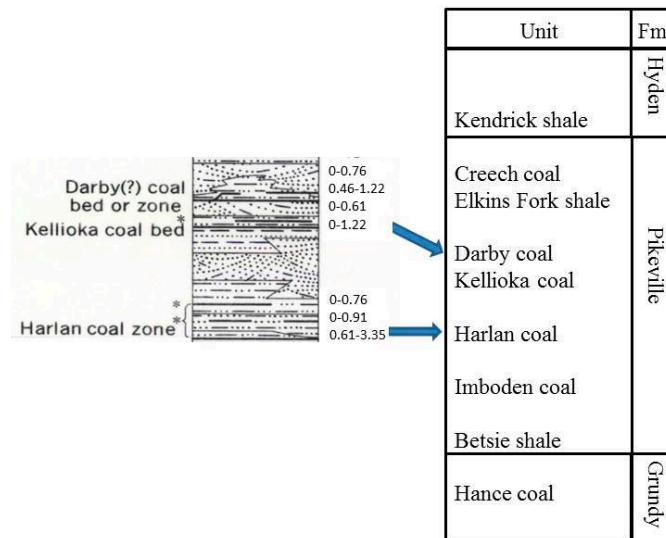 Darby(?) coal
bed or zone
*
Kellioka coal bed
*
*
Harlan coal zone
0-0.76
0.46-1.22
0-0.61
0-1.22
0-0.76
0-0.91
0.61-3.35
Unit Fm
Kendrick shale
Hyden
Creech coal
Elkins Fork shale
Darby coal
Kellioka coal
Harlan coal
Imboden coal
Betsie shale
Pikeville
Hance coal
Grundy